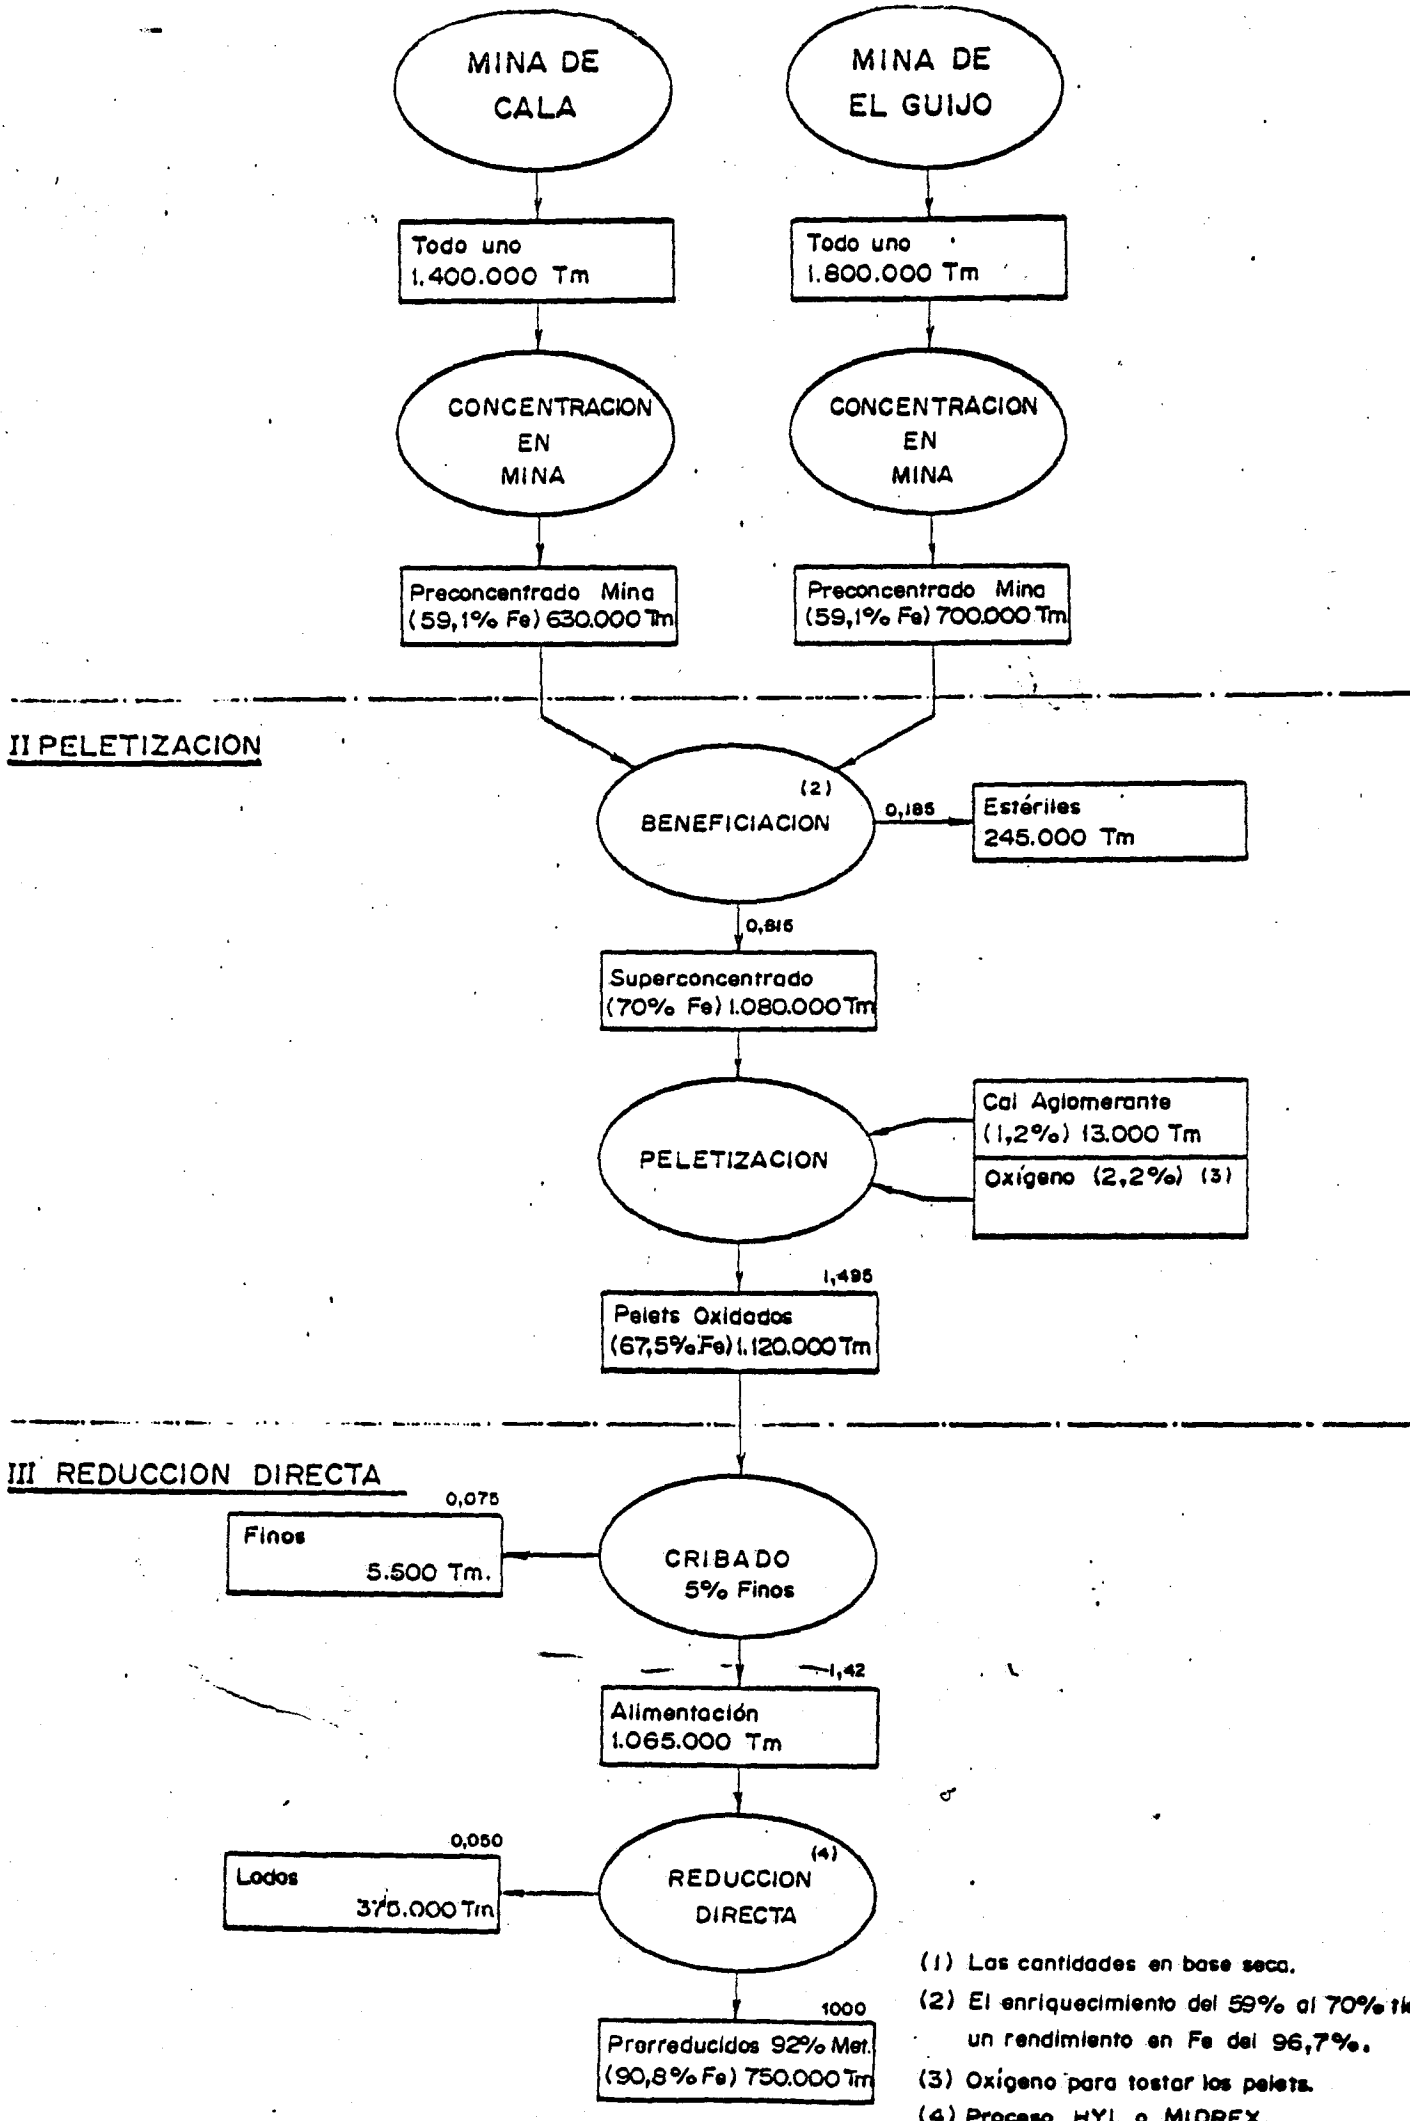 MINA DE
CALA
MINA DE
EL GUIJO
Todo uno
1.400.000 Tm
Todo uno
1.800.000 Tm
CONCENTRACION
EN
MINA
CONCENTRACION
EN
MINA
Preconcentrado Mina
(59,1% Fe) 630.000 Tm
Preconcentrado Mina
(59,1% Fe) 700.000 Tm
II PELETIZACION
(2)
BENEFICIACION
0,185
Estériles
245.000 Tm
0,815
Superconcentrado
(70% Fe) 1.080.000 Tm
PELETIZACION
Cal Aglomerante
(1,2%) 13.000 Tm
Oxígeno (2,2%) (3)
1,495
Pelets Oxidados
(67,5% Fe) 1.120.000 Tm
III REDUCCION DIRECTA
0,075
Finos
5.500 Tm.
CRIBADO
5% Finos
1,42
Alimentación
1.065.000 Tm
0,050
Lodos
375.000 Tm
(4)
REDUCCION
DIRECTA
1000
Prerreducidos 92% Met.
(90,8% Fe) 750.000 Tm
(1) Las cantidades en base seca.
(2) El enriquecimiento del 59% al 70%
un rendimiento en Fe del 96,7%.
(3) Oxígeno para tostar los pelets.
(4) Proceso HYL o MIDREX.